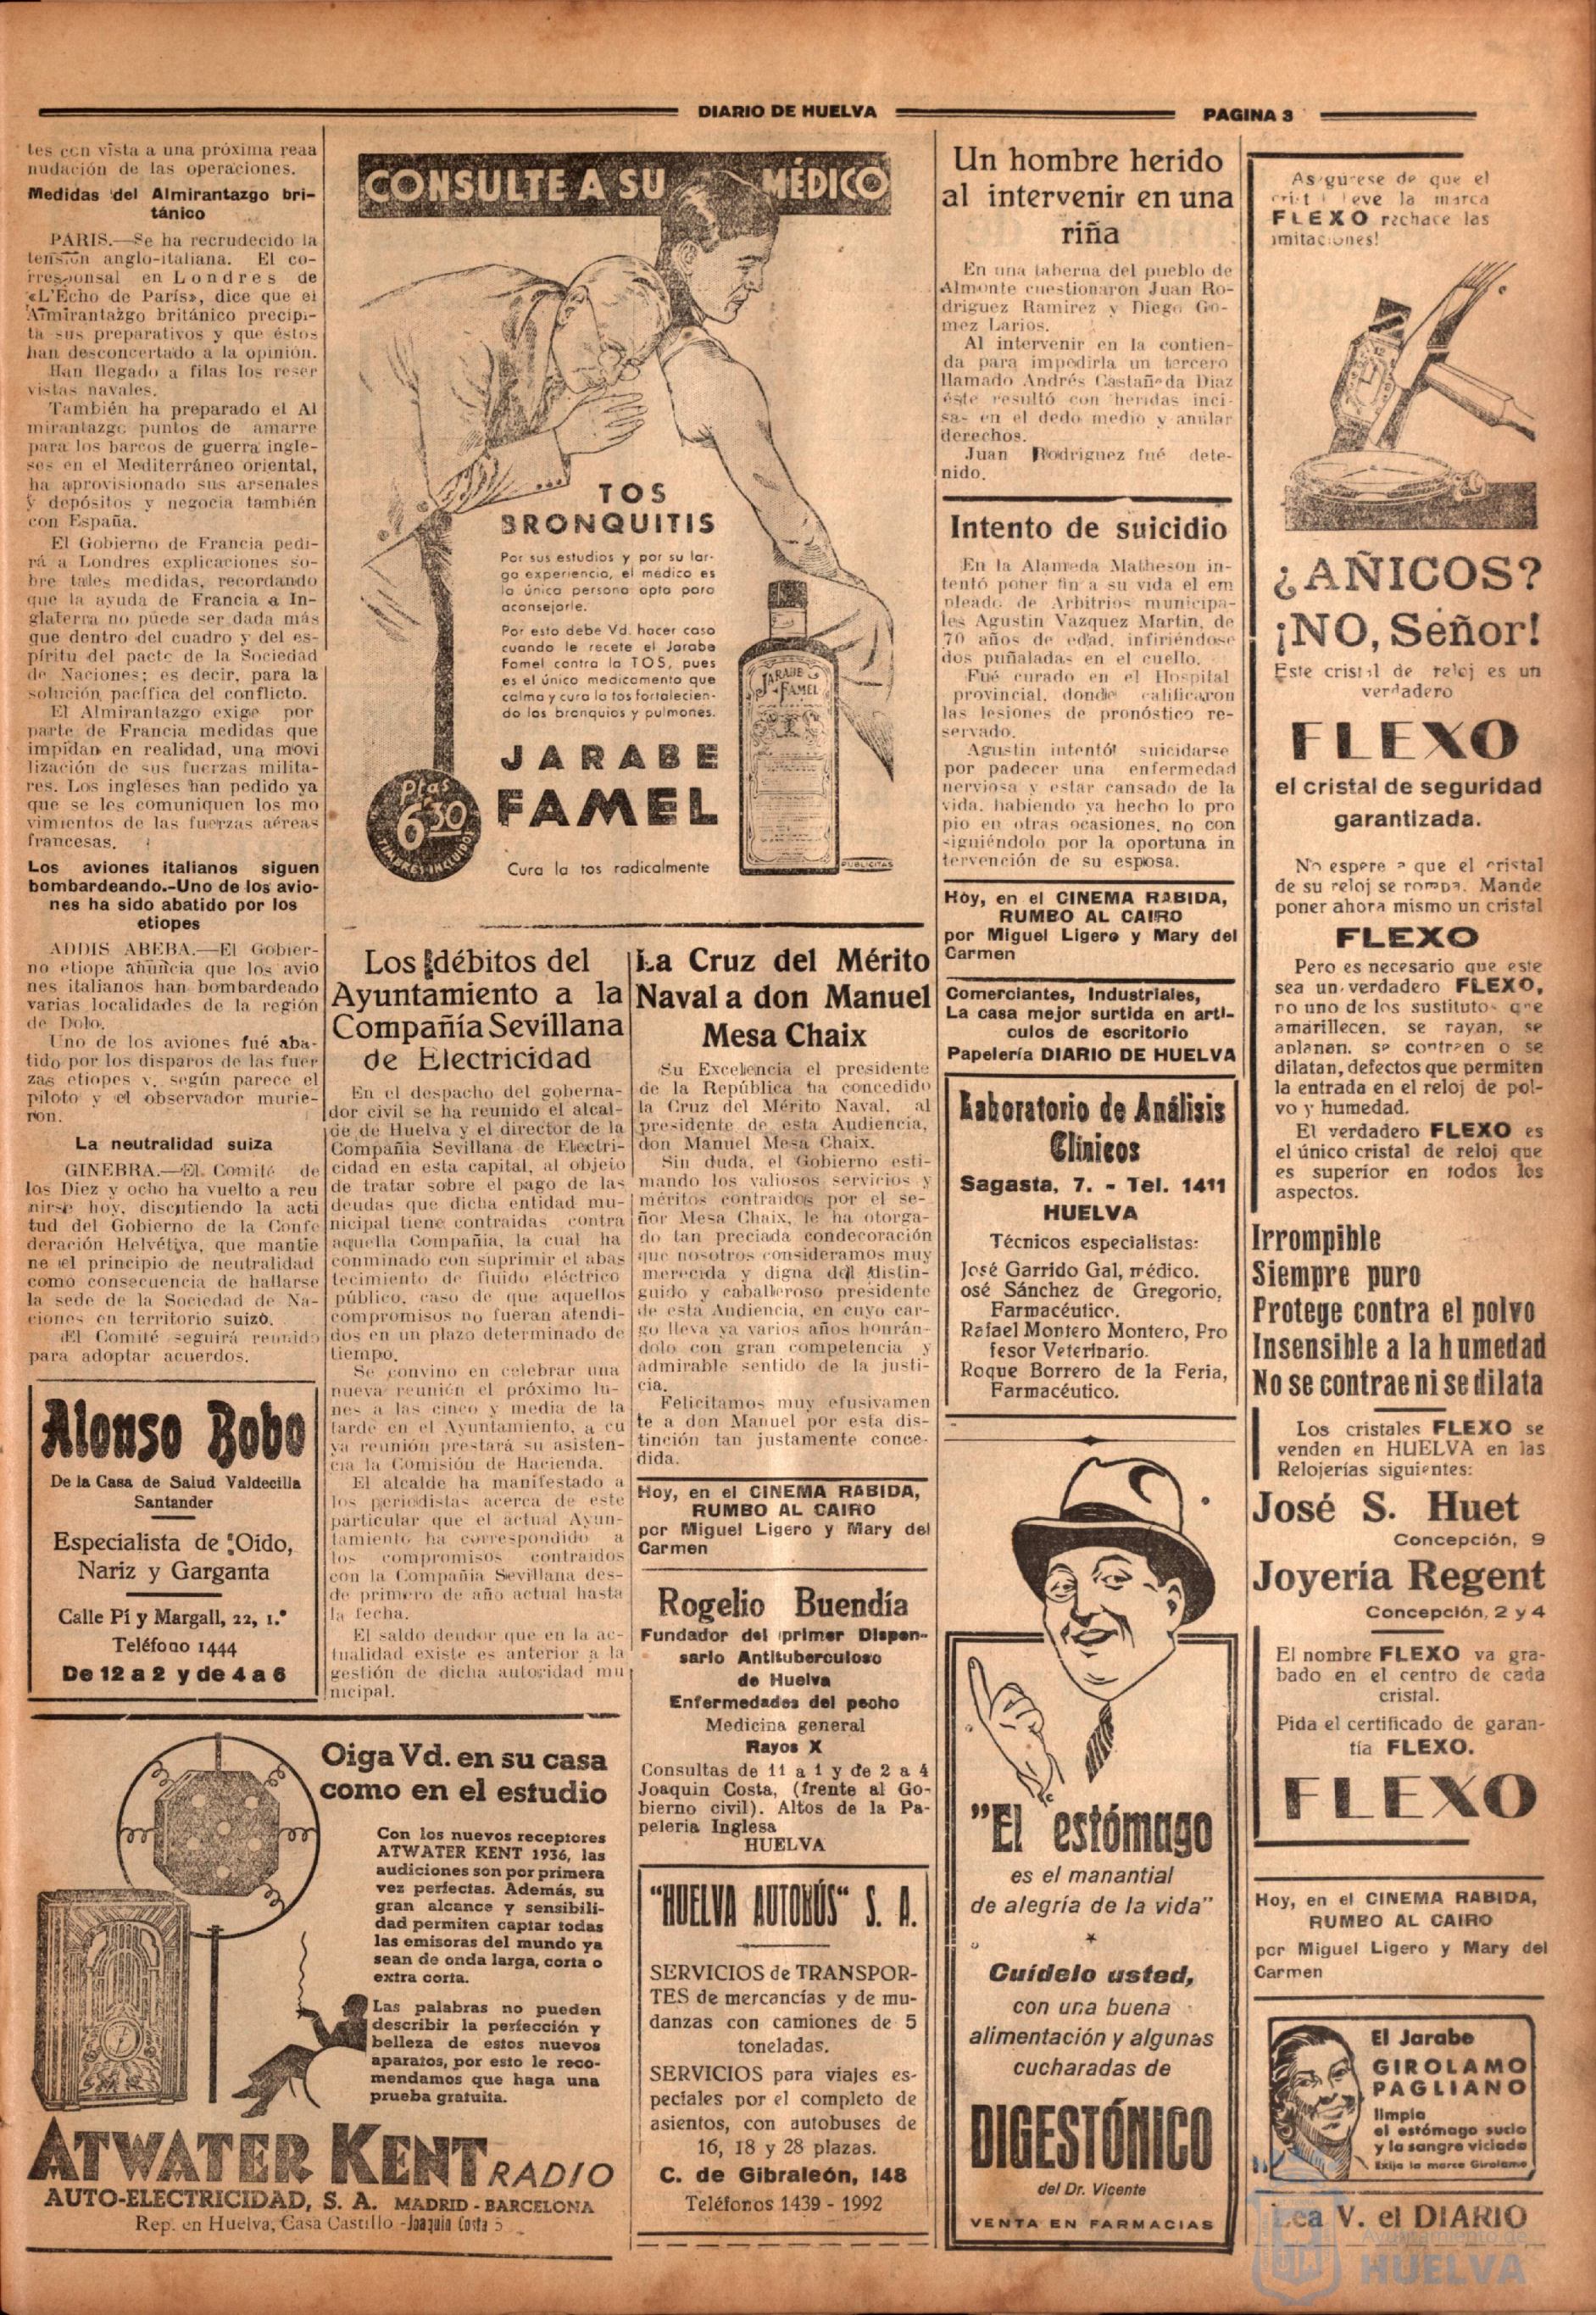 DIARIO DE HUELVA
PAGINA 3
tes con vista a una próxima reaa
nudación de las operaciones.
Medidas del Almirantazgo bri-
tánico
PARIS.—Se ha recrudecido la
tensión anglo-italiana. El co-
rresponsal en Londres de
«L'Echo de París», dice que el
Almirantazgo británico precipi-
ta sus preparativos y que éstos
han desconcertado a la opinión.
Han llegado a filas los reser
vistas navales.
También ha preparado el Al
mirantazgo puntos de amarre
para los barcos de guerra ingle-
ses en el Mediterráneo oriental,
ha aprovisionado sus arsenales
y depósitos y negocia también
con España.
El Gobierno de Francia pedi-
rá a Londres explicaciones so-
bre tales medidas, recordando
que la ayuda de Francia a In-
glaterra no puede ser dada más
que dentro del cuadro y del es-
píritu del pacto de la Sociedad
de Naciones; es decir, para la
solución pacífica del conflicto.
El Almirantazgo exige por
parte de Francia medidas que
impidan en realidad, una movi
lización de sus fuerzas milita-
res. Los ingleses han pedido ya
que se les comuniquen los mo
vimientos de las fuerzas aéreas
francesas.
Los aviones italianos siguen
bombardeando.-Uno de los avio-
nes ha sido abatido por los
etiopes
ADDIS ABEBA.—El Gobier-
no etiope anuncia que los avio
nes italianos han bombardeado
varias localidades de la región
de Dolo.
Uno de los aviones fué aba-
tido por los disparos de las fuer
zas etiopes y, según parece el
piloto y el observador murie-
ron.
La neutralidad suiza
GINEBRA.—El Comité de
los Diez y ocho ha vuelto a reu
nirse hoy, discutiendo la acti
tud del Gobierno de la Confe
deración Helvétiva, que mantie
ne el principio de neutralidad
como consecuencia de hallarse
la sede de la Sociedad de Na-
ciones en territorio suizo.
El Comité seguirá reunido
para adoptar acuerdos.
Alonso Bobo
De la Casa de Salud Valdecilla
Santander
Especialista de Oido,
Nariz y Garganta
Calle Pí y Margall, 22, 1.º
Teléfono 1444
De 12 a 2 y de 4 a 6
CONSULTE A SU MÉDICO
TOS
BRONQUITIS
Por sus estudios y por su lar-
ga experiencia, el médico es
la única persona apta para
aconsejarle.
Por esto debe Vd. hacer caso
cuando le recete el Jarabe
Famel contra la TOS, pues
es el único medicamento que
calma y cura la tos fortalecien-
do los bronquios y pulmones.
JARABE
FAMEL
Ptas
6'30
TIMBRES INCLUIDOS
Cura la tos radicalmente
JARABE
FAMEL
PUBLICITAS
Los débitos del
Ayuntamiento a la
Compañía Sevillana
de Electricidad
En el despacho del goberna-
dor civil se ha reunido el alcal-
de de Huelva y el director de la
Compañia Sevillana de Electri-
cidad en esta capital, al objeto
de tratar sobre el pago de las
deudas que dicha entidad mu-
nicipal tiene contraidas contra
aquella Compañia, la cual ha
conminado con suprimir el abas
tecimiento de fluido eléctrico
público, caso de que aquellos
compromisos no fueran atendi-
dos en un plazo determinado de
tiempo.
Se convino en celebrar una
nueva reunión el próximo lu-
nes a las cinco y media de la
tarde en el Ayuntamiento, a cu
ya reunión prestará su asisten-
cia la Comisión de Hacienda.
El alcalde ha manifestado a
los periodistas acerca de este
particular que el actual Ayun-
tamiento ha correspondido a
los compromisos contraidos
con la Compañia Sevillana des-
de primero de año actual hasta
la fecha.
El saldo deudor que en la ac-
tualidad existe es anterior a la
gestión de dicha autoridad mu
nicipal.
La Cruz del Mérito
Naval a don Manuel
Mesa Chaix
Su Excelencia el presidente
de la República ha concedido
la Cruz del Mérito Naval, al
presidente de esta Audiencia,
don Manuel Mesa Chaix.
Sin duda, el Gobierno esti-
mando los valiosos servicios y
méritos contraidos por el se-
ñor Mesa Chaix, le ha otorga-
do tan preciada condecoración
que nosotros consideramos muy
merecida y digna del distin-
guido y caballeroso presidente
de esta Audiencia, en cuyo car-
go lleva ya varios años honrán-
dolo con gran competencia y
admirable sentido de la justi-
cia.
Felicitamos muy efusivamen
te a don Manuel por esta dis-
tinción tan justamente conce-
dida.
Hoy, en el CINEMA RABIDA,
RUMBO AL CAIRO
por Miguel Ligero y Mary del
Carmen
Rogelio Buendía
Fundador del primer Dispen-
sario Antituberculoso
de Huelva
Enfermedades del pecho
Medicina general
Rayos X
Consultas de 11 a 1 y de 2 a 4
Joaquin Costa, (frente al Go-
bierno civil). Altos de la Pa-
peleria Inglesa
HUELVA
"HUELVA AUTOBÚS" S. A.
SERVICIOS de TRANSPOR-
TES de mercancías y de mu-
danzas con camiones de 5
toneladas.
SERVICIOS para viajes es-
peciales por el completo de
asientos, con autobuses de
16, 18 y 28 plazas.
C. de Gibraleón, 148
Teléfonos 1439 - 1992
Oiga Vd. en su casa
como en el estudio
Con los nuevos receptores
ATWATER KENT 1936, las
audiciones son por primera
vez perfectas. Además, su
gran alcance y sensibili-
dad permiten captar todas
las emisoras del mundo ya
sean de onda larga, corta o
extra corta.
Las palabras no pueden
describir la perfección y
belleza de estos nuevos
aparatos, por esto le reco-
mendamos que haga una
prueba gratuita.
ATWATER KENT RADIO
AUTO-ELECTRICIDAD, S. A. MADRID - BARCELONA
Rep. en Huelva, Casa Castillo -Joaquín Costa 5
Un hombre herido
al intervenir en una
riña
En una taberna del pueblo de
Almonte cuestionaron Juan Ro-
driguez Ramirez y Diego Gó-
mez Larios.
Al intervenir en la contien-
da para impedirla un tercero
llamado Andrés Castañeda Diaz
éste resultó con heridas inci-
sas en el dedo medio y anular
derechos.
Juan Rodriguez fué dete-
nido.
Intento de suicidio
En la Alameda Matheson in-
tentó poner fin a su vida el em
pleado de Arbitrios municipa-
les Agustin Vazquez Martin, de
70 años de edad, infiriéndose
dos puñaladas en el cuello.
Fué curado en el Hospital
provincial, donde calificaron
las lesiones de pronóstico re-
servado.
Agustin intentó suicidarse
por padecer una enfermedad
nerviosa y estar cansado de la
vida, habiendo ya hecho lo pro
pio en otras ocasiones, no con
siguiéndolo por la oportuna in
tervención de su esposa.
Hoy, en el CINEMA RABIDA,
RUMBO AL CAIRO
por Miguel Ligero y Mary del
Carmen
Comerciantes, Industriales,
La casa mejor surtida en artí-
culos de escritorio
Papelería DIARIO DE HUELVA
Laboratorio de Análisis
Clínicos
Sagasta, 7. - Tel. 1411
HUELVA
Técnicos especialistas:
José Garrido Gal, médico.
osé Sánchez de Gregorio,
Farmacéutico.
Rafael Montero Montero, Pro
fesor Veterinario.
Roque Borrero de la Feria,
Farmacéutico.
"El estómago
es el manantial
de alegría de la vida"
*
Cuídelo usted,
con una buena
alimentación y algunas
cucharadas de
DIGESTÓNICO
del Dr. Vicente
VENTA EN FARMACIAS
Asegurese de que el
lleve la marca
FLEXO rechace las
imitaciones!
¿AÑICOS?
¡NO, Señor!
Este cristal de reloj es un
verdadero
FLEXO
el cristal de seguridad
garantizada.
No espere a que el cristal
de su reloj se rompa. Mande
poner ahora mismo un cristal
FLEXO
Pero es necesario que este
sea un verdadero FLEXO,
no uno de los sustitutos que
amarillecen, se rayan, se
aplanan, se contraen o se
dilatan, defectos que permiten
la entrada en el reloj de pol-
vo y humedad.
El verdadero FLEXO es
el único cristal de reloj que
es superior en todos los
aspectos.
Irrompible
Siempre puro
Protege contra el polvo
Insensible a la humedad
No se contrae ni se dilata
Los cristales FLEXO se
venden en HUELVA en las
Relojerías siguientes:
José S. Huet
Concepción, 9
Joyería Regent
Concepción, 2 y 4
El nombre FLEXO va gra-
bado en el centro de cada
cristal.
Pida el certificado de garan-
tía FLEXO.
FLEXO
Hoy, en el CINEMA RABIDA,
RUMBO AL CAIRO
por Miguel Ligero y Mary del
Carmen
El Jarabe
GIROLAMO
PAGLIANO
limpia
el estómago sucio
y la sangre viciada
Exija la marca Girolamo
Lea V. el DIARIO
Ayuntamiento de
HUELVA